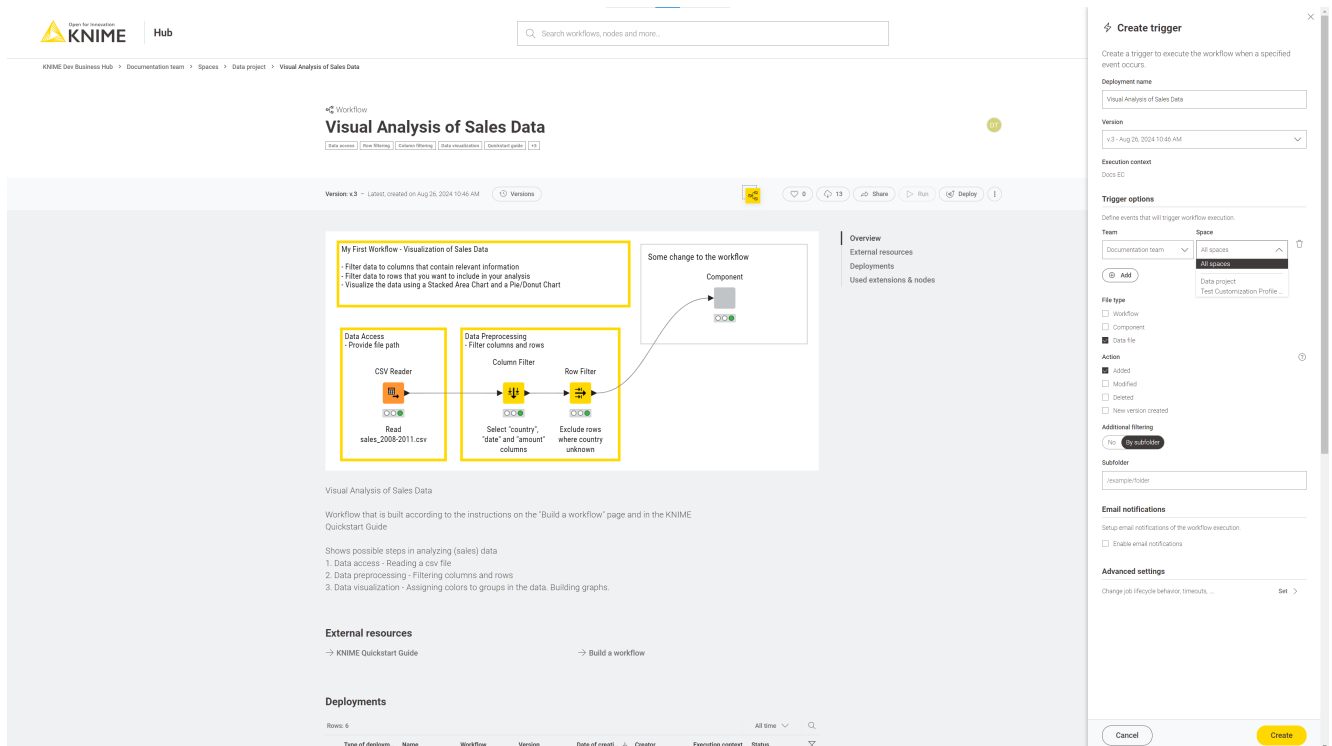 Open for Innovation
KNIME
Hub
Search workflows, nodes and more...
KNIME Dev Business Hub > Documentation team > Spaces > Data project > Visual Analysis of Sales Data
Workflow
Visual Analysis of Sales Data
OT
Data access
Row filtering
Column filtering
Data visualization
Quickstart guide
+3
Version: v.3 – Latest, created on Aug 26, 2024 10:46 AM
Versions
0
13
Share
Run
Deploy
My First Workflow - Visualization of Sales Data
- Filter data to columns that contain relevant information
- Filter data to rows that you want to include in your analysis
- Visualize the data using a Stacked Area Chart and a Pie/Donut Chart
Some change to the workflow
Component
Data Access
- Provide file path
CSV Reader
Read
sales_2008-2011.csv
Data Preprocessing
- Filter columns and rows
Column Filter
Select "country",
"date" and "amount"
columns
Row Filter
Exclude rows
where country
unknown
Overview
External resources
Deployments
Used extensions & nodes
Visual Analysis of Sales Data
Workflow that is built according to the instructions on the "Build a workflow" page and in the KNIME
Quickstart Guide
Shows possible steps in analyzing (sales) data
1. Data access - Reading a csv file
2. Data preprocessing - Filtering columns and rows
3. Data visualization - Assigning colors to groups in the data. Building graphs.
External resources
KNIME Quickstart Guide
Build a workflow
Deployments
Rows: 6
All time
Type of deploym
Name
Workflow
Version
Date of creati
Creator
Execution context
Status
Create trigger
Create a trigger to execute the workflow when a specified
event occurs.
Deployment name
Visual Analysis of Sales Data
Version
v.3 - Aug 26, 2024 10:46 AM
Execution context
Docs EC
Trigger options
Define events that will trigger workflow execution.
Team
Space
Documentation team
All spaces
All spaces
Data project
Test Customization Profile ...
Add
File type
Workflow
Component
Data file
Action
Added
Modified
Deleted
New version created
Additional filtering
No
By subfolder
Subfolder
/example/folder
Email notifications
Setup email notifications of the workflow execution.
Enable email notifications
Advanced settings
Change job lifecycle behavior, timeouts, ...
Set
Cancel
Create